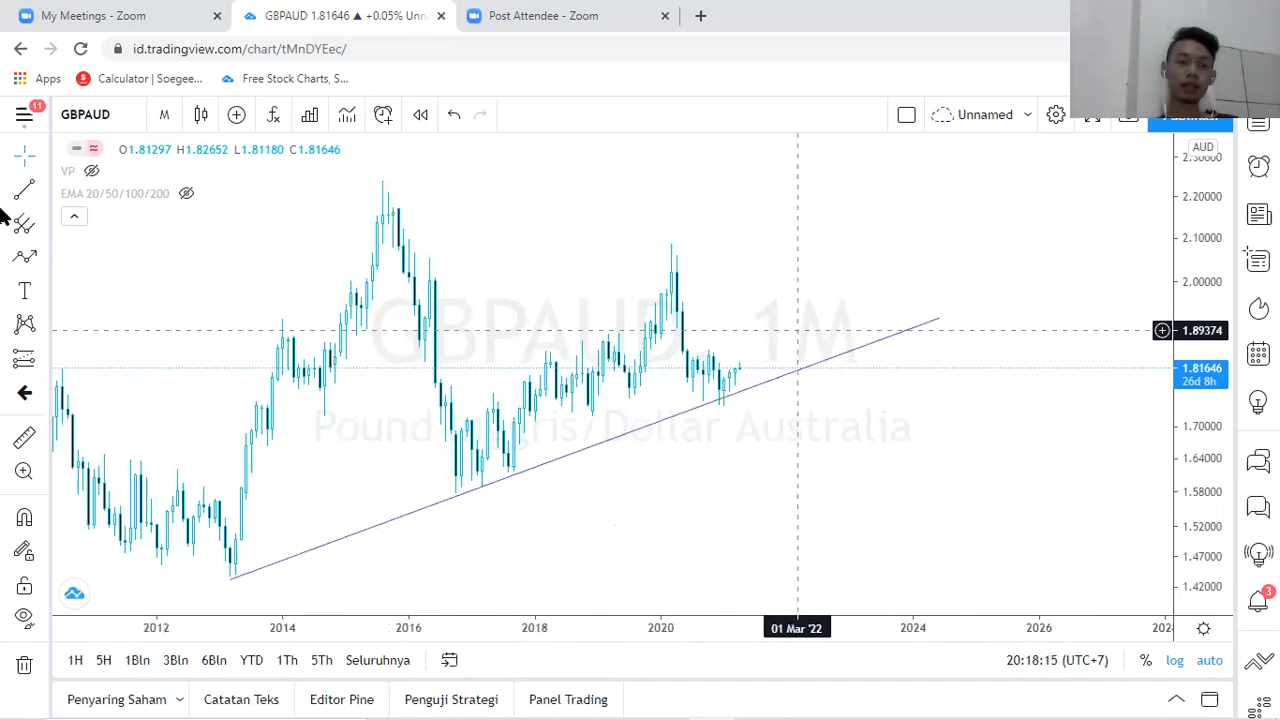 My Meetings - Zoom
GBPAUD 1.81646 ▲ +0.05% Unn
Post Attendee - Zoom
id.tradingview.com/chart/tMnDYEec/
Apps
Calculator | Soegee...
Free Stock Charts, S...
11
GBPAUD
M
Unnamed
O1.81297 H1.82652 L1.81180 C1.81646
VP
EMA 20/50/100/200
AUD
2.30000
2.20000
2.10000
2.00000
1.89374
1.81646
26d 8h
1.70000
1.64000
1.58000
1.52000
1.47000
1.42000
GBPAUD 1M
Pound Inggris/Dollar Australia
2012
2014
2016
2018
2020
01 Mar '22
2024
2026
3
1H
5H
1Bln
3Bln
6Bln
YTD
1Th
5Th
Seluruhnya
20:18:15 (UTC+7)
%
log
auto
Penyaring Saham
Catatan Teks
Editor Pine
Penguji Strategi
Panel Trading